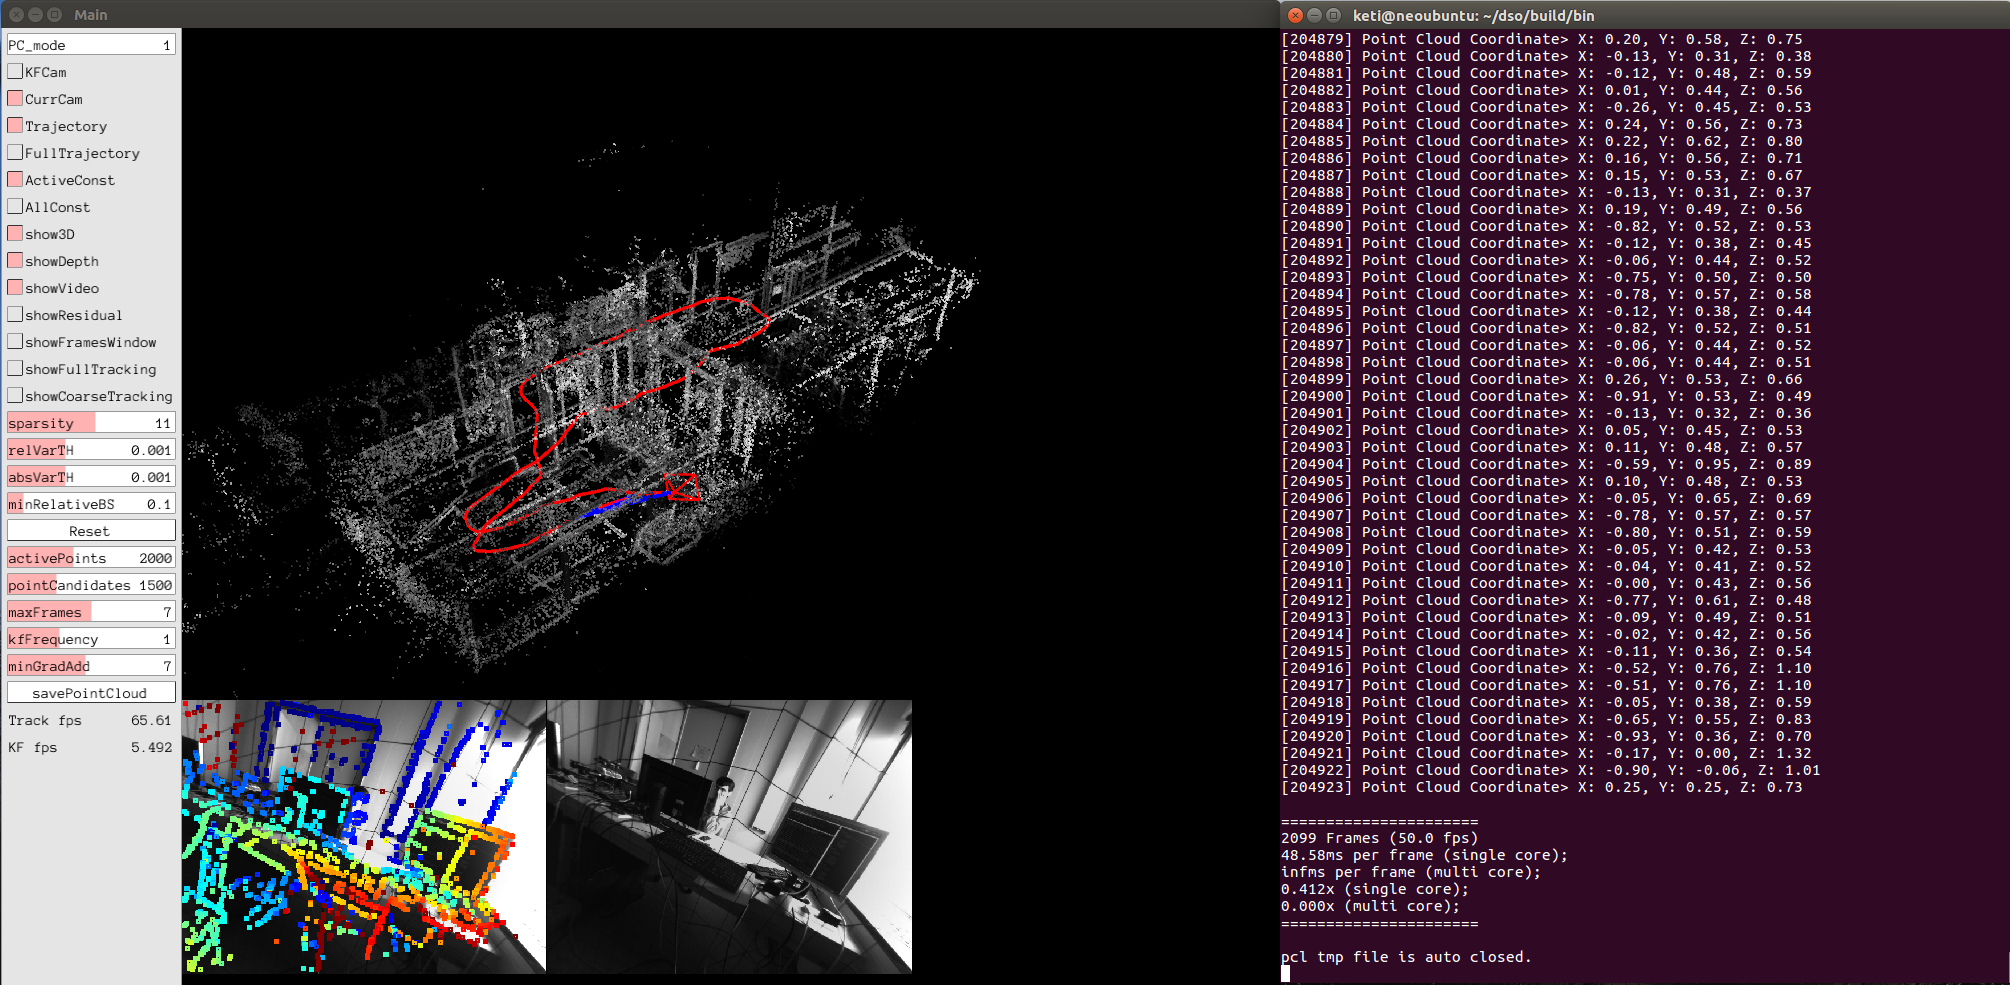 Main
PC_mode 1
KFCam
CurrCam
Trajectory
FullTrajectory
ActiveConst
AllConst
show3D
showDepth
showVideo
showResidual
showFramesWindow
showFullTracking
showCoarseTracking
sparsity 11
relVarTH 0.001
absVarTH 0.001
minRelativeBS 0.1
Reset
activePoints 2000
pointCandidates 1500
maxFrames 7
kfFrequency 1
minGradAdd 7
savePointCloud
Track fps 65.61
KF fps 5.492
keti@neoubuntu: ~/dso/build/bin
[204879] Point Cloud Coordinate> X: 0.20, Y: 0.58, Z: 0.75
[204880] Point Cloud Coordinate> X: -0.13, Y: 0.31, Z: 0.38
[204881] Point Cloud Coordinate> X: -0.12, Y: 0.48, Z: 0.59
[204882] Point Cloud Coordinate> X: 0.01, Y: 0.44, Z: 0.56
[204883] Point Cloud Coordinate> X: -0.26, Y: 0.45, Z: 0.53
[204884] Point Cloud Coordinate> X: 0.24, Y: 0.56, Z: 0.73
[204885] Point Cloud Coordinate> X: 0.22, Y: 0.62, Z: 0.80
[204886] Point Cloud Coordinate> X: 0.16, Y: 0.56, Z: 0.71
[204887] Point Cloud Coordinate> X: 0.15, Y: 0.53, Z: 0.67
[204888] Point Cloud Coordinate> X: -0.13, Y: 0.31, Z: 0.37
[204889] Point Cloud Coordinate> X: 0.19, Y: 0.49, Z: 0.56
[204890] Point Cloud Coordinate> X: -0.82, Y: 0.52, Z: 0.53
[204891] Point Cloud Coordinate> X: -0.12, Y: 0.38, Z: 0.45
[204892] Point Cloud Coordinate> X: -0.06, Y: 0.44, Z: 0.52
[204893] Point Cloud Coordinate> X: -0.75, Y: 0.50, Z: 0.50
[204894] Point Cloud Coordinate> X: -0.78, Y: 0.57, Z: 0.58
[204895] Point Cloud Coordinate> X: -0.12, Y: 0.38, Z: 0.44
[204896] Point Cloud Coordinate> X: -0.82, Y: 0.52, Z: 0.51
[204897] Point Cloud Coordinate> X: -0.06, Y: 0.44, Z: 0.52
[204898] Point Cloud Coordinate> X: -0.06, Y: 0.44, Z: 0.51
[204899] Point Cloud Coordinate> X: 0.26, Y: 0.53, Z: 0.66
[204900] Point Cloud Coordinate> X: -0.91, Y: 0.53, Z: 0.49
[204901] Point Cloud Coordinate> X: -0.13, Y: 0.32, Z: 0.36
[204902] Point Cloud Coordinate> X: 0.05, Y: 0.45, Z: 0.53
[204903] Point Cloud Coordinate> X: 0.11, Y: 0.48, Z: 0.57
[204904] Point Cloud Coordinate> X: -0.59, Y: 0.95, Z: 0.89
[204905] Point Cloud Coordinate> X: 0.10, Y: 0.48, Z: 0.53
[204906] Point Cloud Coordinate> X: -0.05, Y: 0.65, Z: 0.69
[204907] Point Cloud Coordinate> X: -0.78, Y: 0.57, Z: 0.57
[204908] Point Cloud Coordinate> X: -0.80, Y: 0.51, Z: 0.59
[204909] Point Cloud Coordinate> X: -0.05, Y: 0.42, Z: 0.53
[204910] Point Cloud Coordinate> X: -0.04, Y: 0.41, Z: 0.52
[204911] Point Cloud Coordinate> X: -0.00, Y: 0.43, Z: 0.56
[204912] Point Cloud Coordinate> X: -0.77, Y: 0.61, Z: 0.48
[204913] Point Cloud Coordinate> X: -0.09, Y: 0.49, Z: 0.51
[204914] Point Cloud Coordinate> X: -0.02, Y: 0.42, Z: 0.56
[204915] Point Cloud Coordinate> X: -0.11, Y: 0.36, Z: 0.54
[204916] Point Cloud Coordinate> X: -0.52, Y: 0.76, Z: 1.10
[204917] Point Cloud Coordinate> X: -0.51, Y: 0.76, Z: 1.10
[204918] Point Cloud Coordinate> X: -0.05, Y: 0.38, Z: 0.59
[204919] Point Cloud Coordinate> X: -0.65, Y: 0.55, Z: 0.83
[204920] Point Cloud Coordinate> X: -0.93, Y: 0.36, Z: 0.70
[204921] Point Cloud Coordinate> X: -0.17, Y: 0.00, Z: 1.32
[204922] Point Cloud Coordinate> X: -0.90, Y: -0.06, Z: 1.01
[204923] Point Cloud Coordinate> X: 0.25, Y: 0.25, Z: 0.73
======================
2099 Frames (50.0 fps)
48.58ms per frame (single core);
infms per frame (multi core);
0.412x (single core);
0.000x (multi core);
======================
pcl tmp file is auto closed.